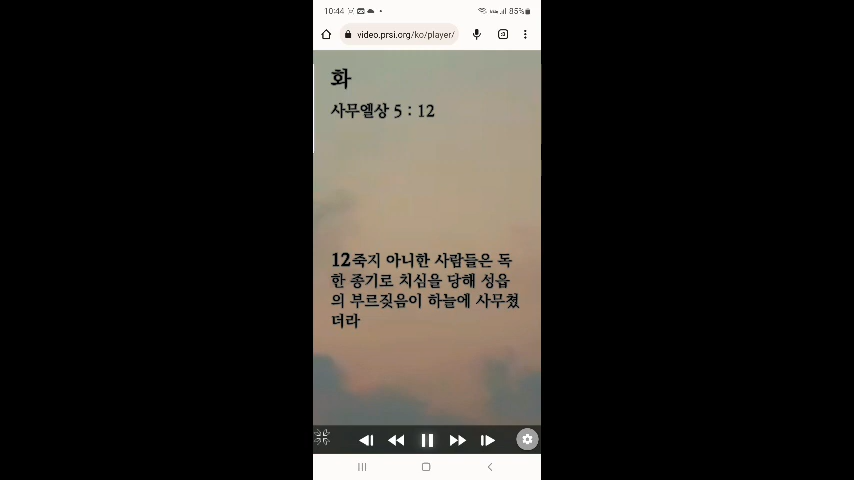 10:44
85%
video.prsi.org/ko/player/
화
사무엘상 5 : 12
12죽지 아니한 사람들은 독
한 종기로 치심을 당해 성읍
의 부르짖음이 하늘에 사무쳤
더라